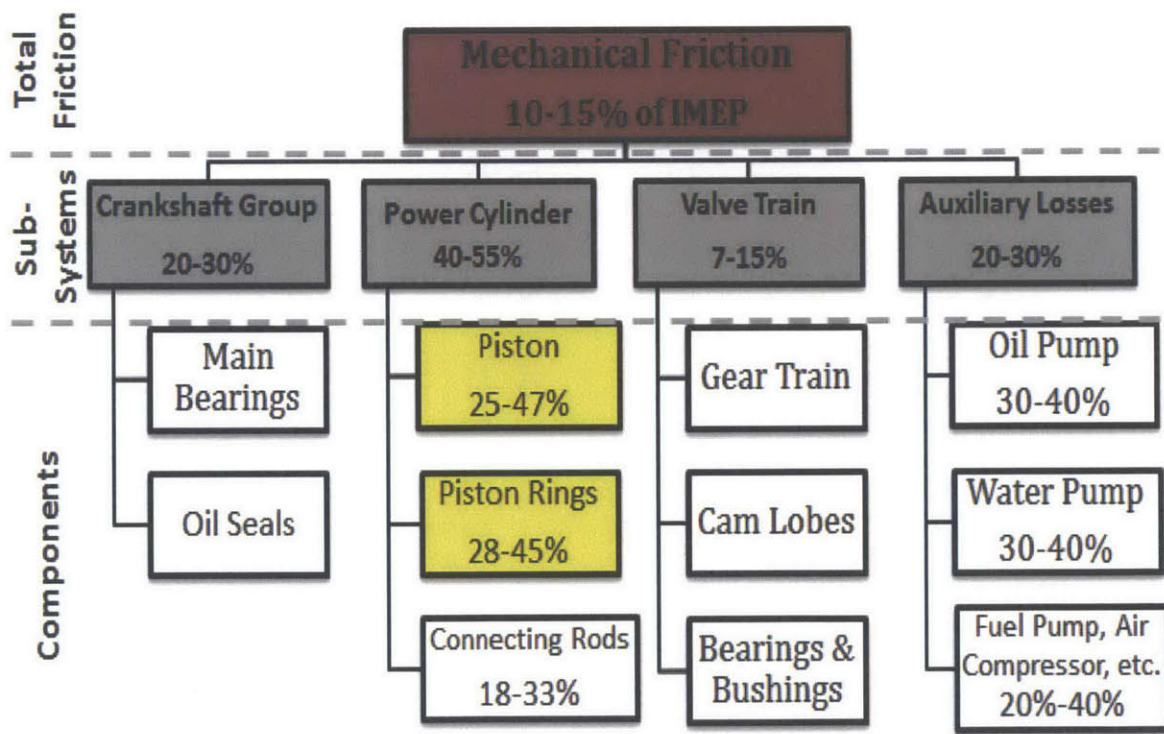 Total
Friction
Mechanical Friction
10-15% of IMEP
Sub-
Systems
Crankshaft Group
20-30%
Power Cylinder
40-55%
Valve Train
7-15%
Auxiliary Losses
20-30%
Components
Main
Bearings
Oil Seals
Piston
25-47%
Piston Rings
28-45%
Connecting Rods
18-33%
Gear Train
Cam Lobes
Bearings &
Bushings
Oil Pump
30-40%
Water Pump
30-40%
Fuel Pump, Air
Compressor, etc.
20%-40%